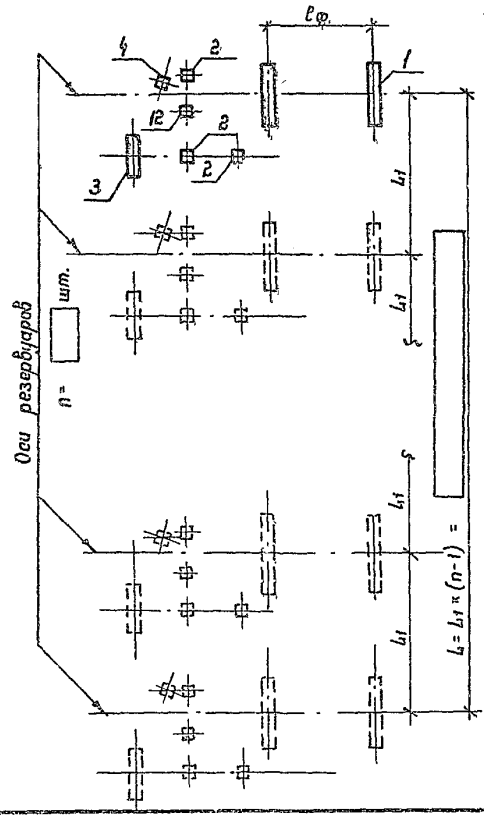 Оси резервуаров
n= шт.
4
2
12
2
2
3
1
lф.
L1
L1
L1
L1
L = L1 × (n-1) =